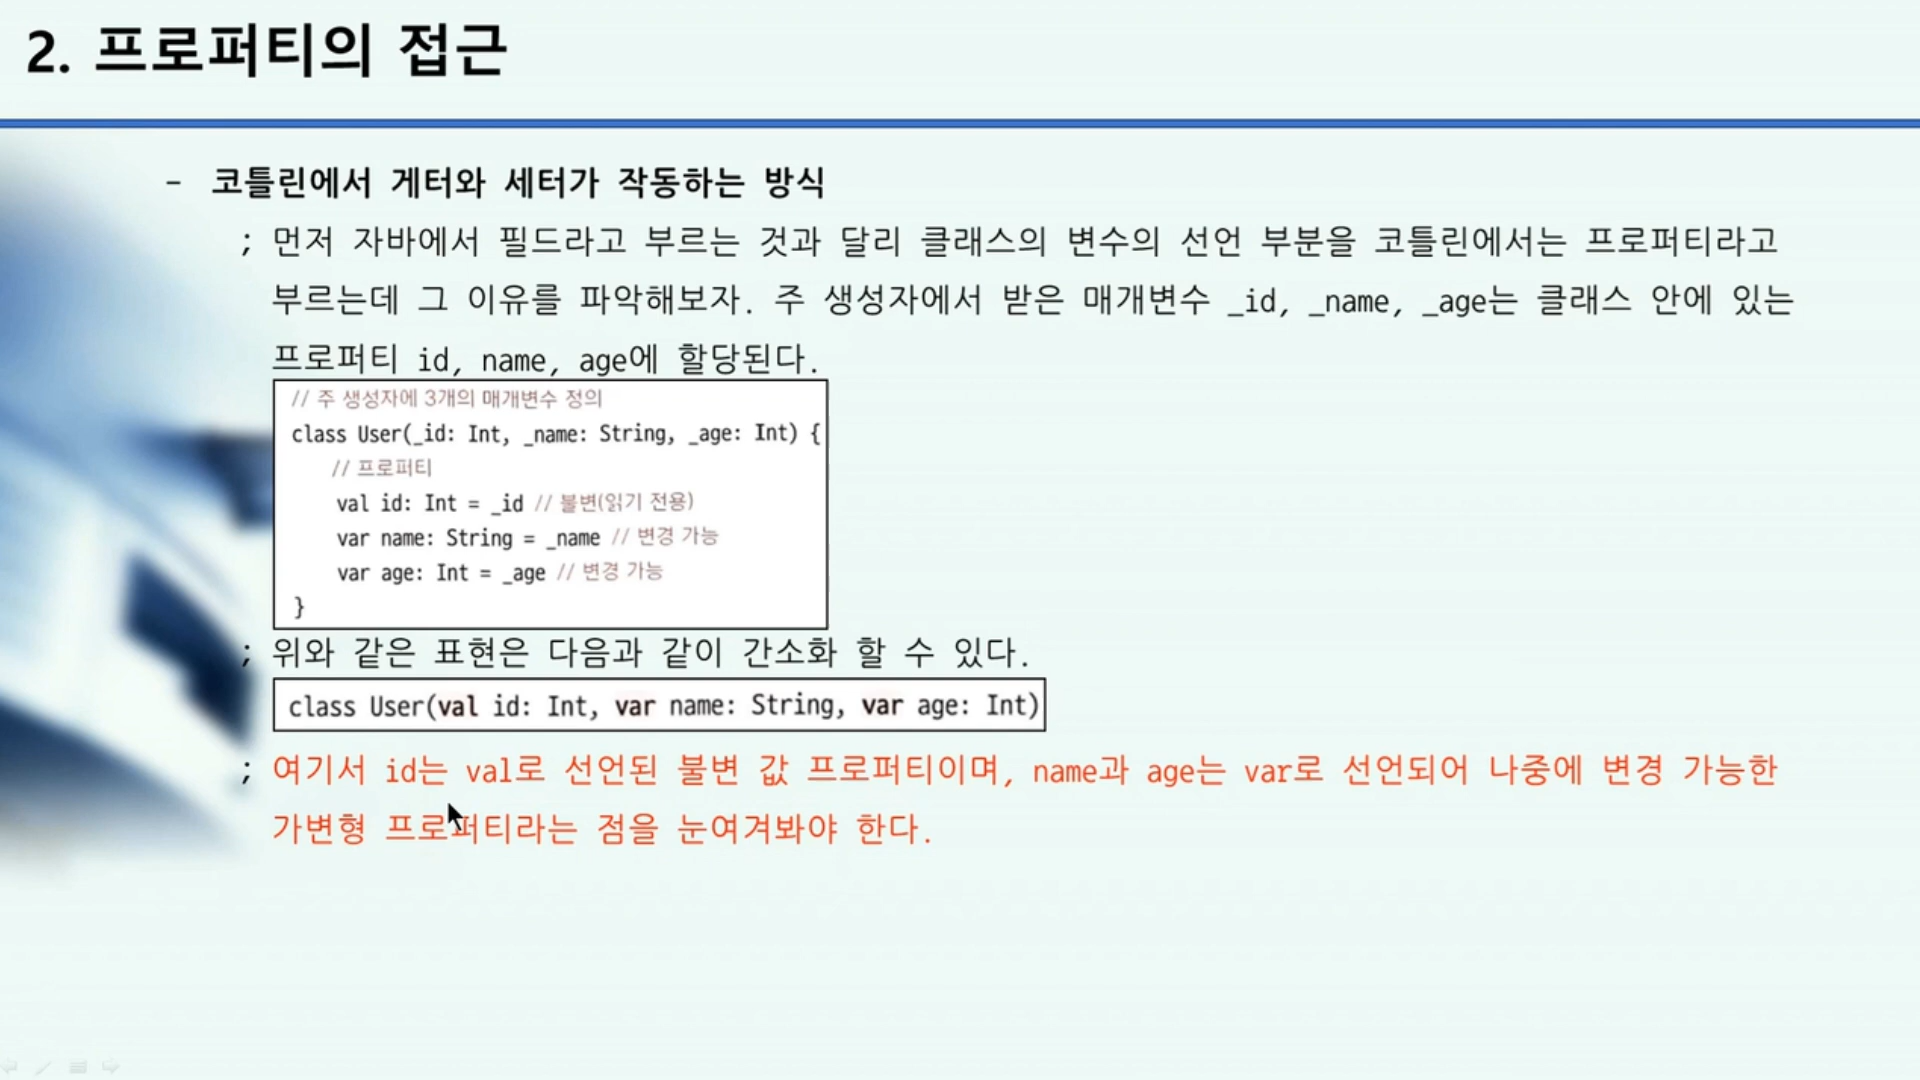 2. 프로퍼티의 접근
- 코틀린에서 게터와 세터가 작동하는 방식
; 먼저 자바에서 필드라고 부르는 것과 달리 클래스의 변수의 선언 부분을 코틀린에서는 프로퍼티라고
부르는데 그 이유를 파악해보자. 주 생성자에서 받은 매개변수 _id, _name, _age는 클래스 안에 있는
프로퍼티 id, name, age에 할당된다.
// 주 생성자에 3개의 매개변수 정의
class User(_id: Int, _name: String, _age: Int) {
// 프로퍼티
val id: Int = _id // 불변(읽기 전용)
var name: String = _name // 변경 가능
var age: Int = _age // 변경 가능
}
; 위와 같은 표현은 다음과 같이 간소화 할 수 있다.
class User(val id: Int, var name: String, var age: Int)
; 여기서 id는 val로 선언된 불변 값 프로퍼티이며, name과 age는 var로 선언되어 나중에 변경 가능한
가변형 프로퍼티라는 점을 눈여겨봐야 한다.